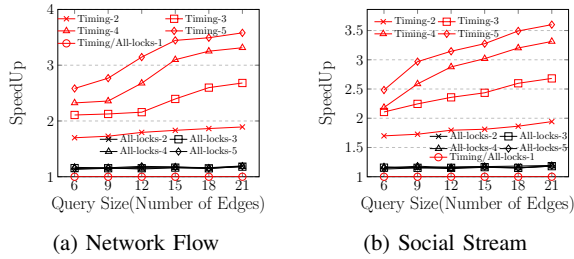 Timing-2 Timing-3
Timing-4 Timing-5
Timing/All-locks-1
SpeedUp
4
3
2
1
All-locks-2 All-locks-3
All-locks-4 All-locks-5
6 9 12 15 18 21
Query Size(Number of Edges)
(a) Network Flow
Timing-2 Timing-3
Timing-4 Timing-5
SpeedUp
3.5
3
2.5
2
1.5
1
All-locks-2 All-locks-3
All-locks-4 All-locks-5
Timing/All-locks-1
6 9 12 15 18 21
Query Size(Number of Edges)
(b) Social Stream